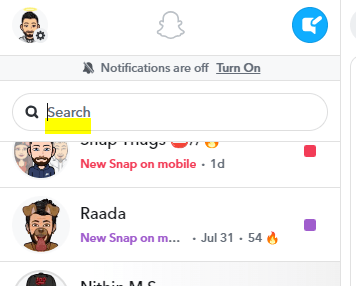 Notifications are off Turn On
Search
Snap Thugs 🧢//🔥
New Snap on mobile · 1d
Raada
New Snap on m... · Jul 31 · 54 🔥
Nithin M S